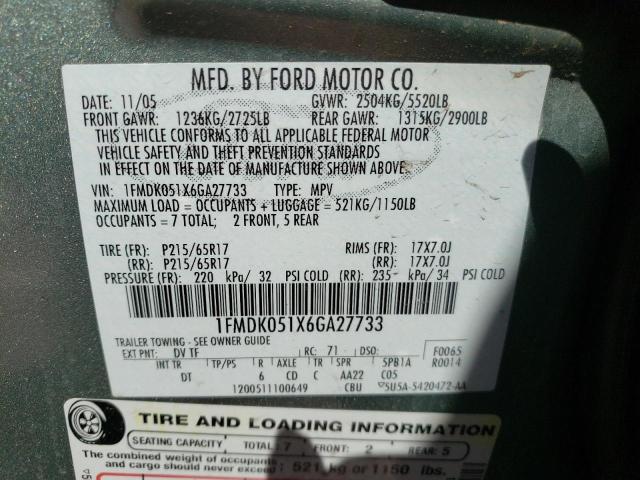 MFD. BY FORD MOTOR CO.
DATE: 11/05 GVWR: 2504KG/5520LB
FRONT GAWR: 1236KG/2725LB REAR GAWR: 1315KG/2900LB
THIS VEHICLE CONFORMS TO ALL APPLICABLE FEDERAL MOTOR
VEHICLE SAFETY AND THEFT PREVENTION STANDARDS
IN EFFECT ON THE DATE OF MANUFACTURE SHOWN ABOVE.
VIN: 1FMDK051X6GA27733 TYPE: MPV
MAXIMUM LOAD = OCCUPANTS + LUGGAGE = 521KG/1150LB
OCCUPANTS = 7 TOTAL; 2 FRONT, 5 REAR
TIRE (FR): P215/65R17 RIMS (FR): 17X7.0J
(RR): P215/65R17 (RR): 17X7.0J
PRESSURE (FR): 220 kPa/ 32 PSI COLD (RR): 235 kPa/ 34 PSI COLD
1FMDK051X6GA27733
TRAILER TOWING - SEE OWNER GUIDE
EXT PNT: DV TF RC: 71 DSO: F0065
INT TR TP/PS R AXLE TR SPR 5PB1A R0014
DT 6 CD C AA22 C05
1200511100649 CBU 5U5A-5420472-AA
TIRE AND LOADING INFORMATION
SEATING CAPACITY TOTAL: 7 FRONT: 2 REAR: 5
The combined weight of occupants
and cargo should never exceed: 521 kg or 1150 lbs.